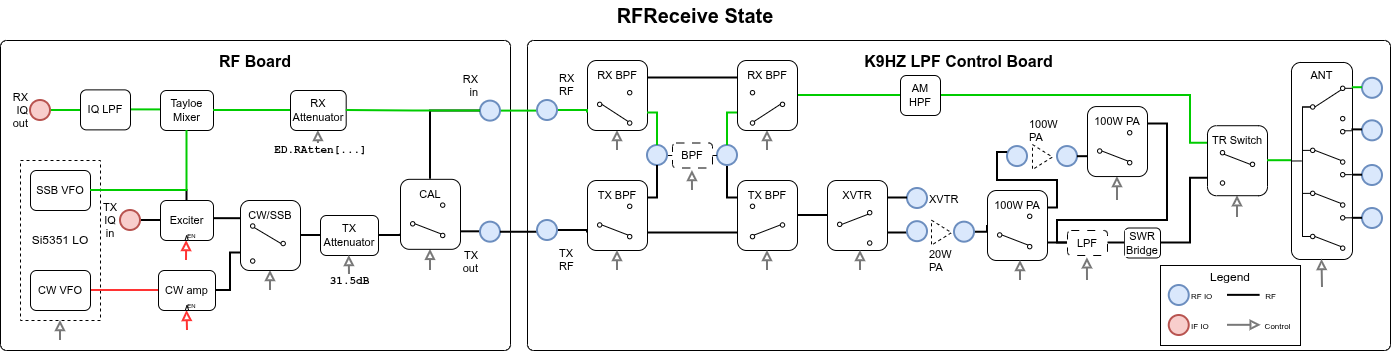 RFReceive State
RF Board
K9HZ LPF Control Board
RX
IQ
out
IQ LPF
Tayloe
Mixer
RX
Attenuator
ED.RAtten[...]
RX
in
SSB VFO
Si5351 LO
CW VFO
TX
IQ
in
Exciter
EN
CW amp
EN
CW/SSB
TX
Attenuator
31.5dB
CAL
TX
out
RX
RF
TX
RF
RX BPF
TX BPF
BPF
RX BPF
TX BPF
AM
HPF
XVTR
XVTR
20W
PA
100W
PA
100W PA
100W PA
LPF
SWR
Bridge
TR Switch
ANT
Legend
RF IO
RF
IF IO
Control